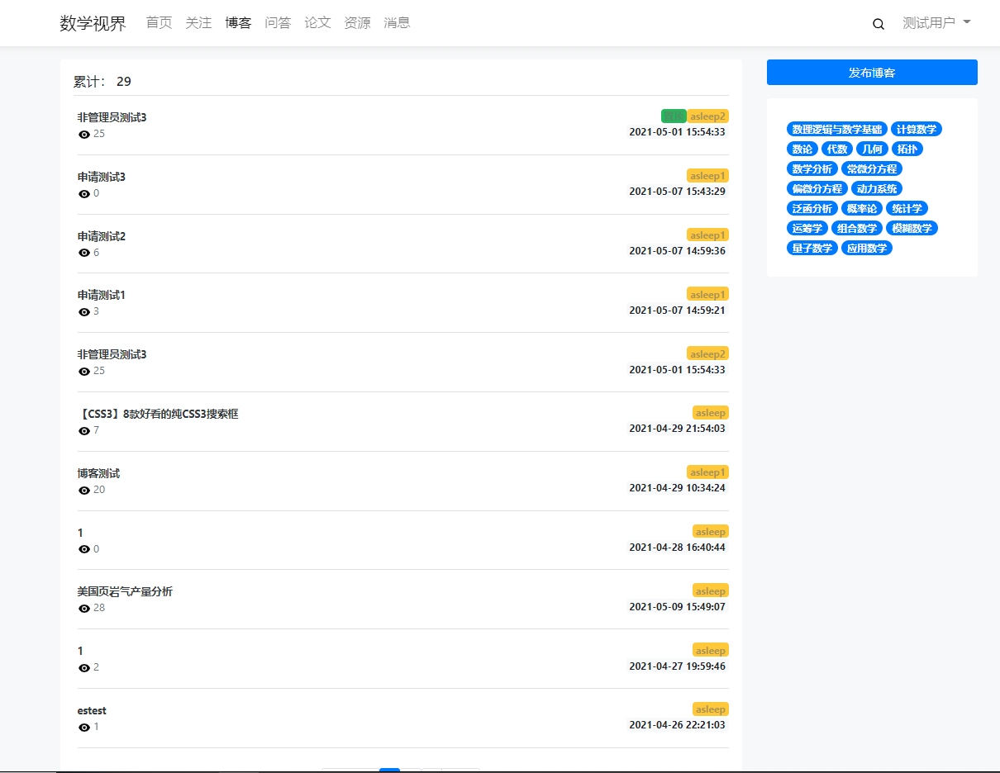 数学视界 首页 关注 博客 问答 论文 资源 消息 测试用户
累计： 29
发布博客
非管理员测试3 asleep2
25 2021-05-01 15:54:33
申请测试3 asleep1
0 2021-05-07 15:43:29
申请测试2 asleep1
6 2021-05-07 14:59:36
申请测试1 asleep1
3 2021-05-07 14:59:21
非管理员测试3 asleep2
25 2021-05-01 15:54:33
【CSS3】8款好看的纯CSS3搜索框 asleep
7 2021-04-29 21:54:03
博客测试 asleep1
20 2021-04-29 10:34:24
1 asleep
0 2021-04-28 16:40:44
美国页岩气产量分析 asleep
28 2021-05-09 15:49:07
1 asleep
2 2021-04-27 19:59:46
estest asleep
1 2021-04-26 22:21:03
数理逻辑与数学基础 计算数学
数论 代数 几何 拓扑
数学分析 常微分方程
偏微分方程 动力系统
泛函分析 概率论 统计学
运筹学 组合数学 模糊数学
量子数学 应用数学